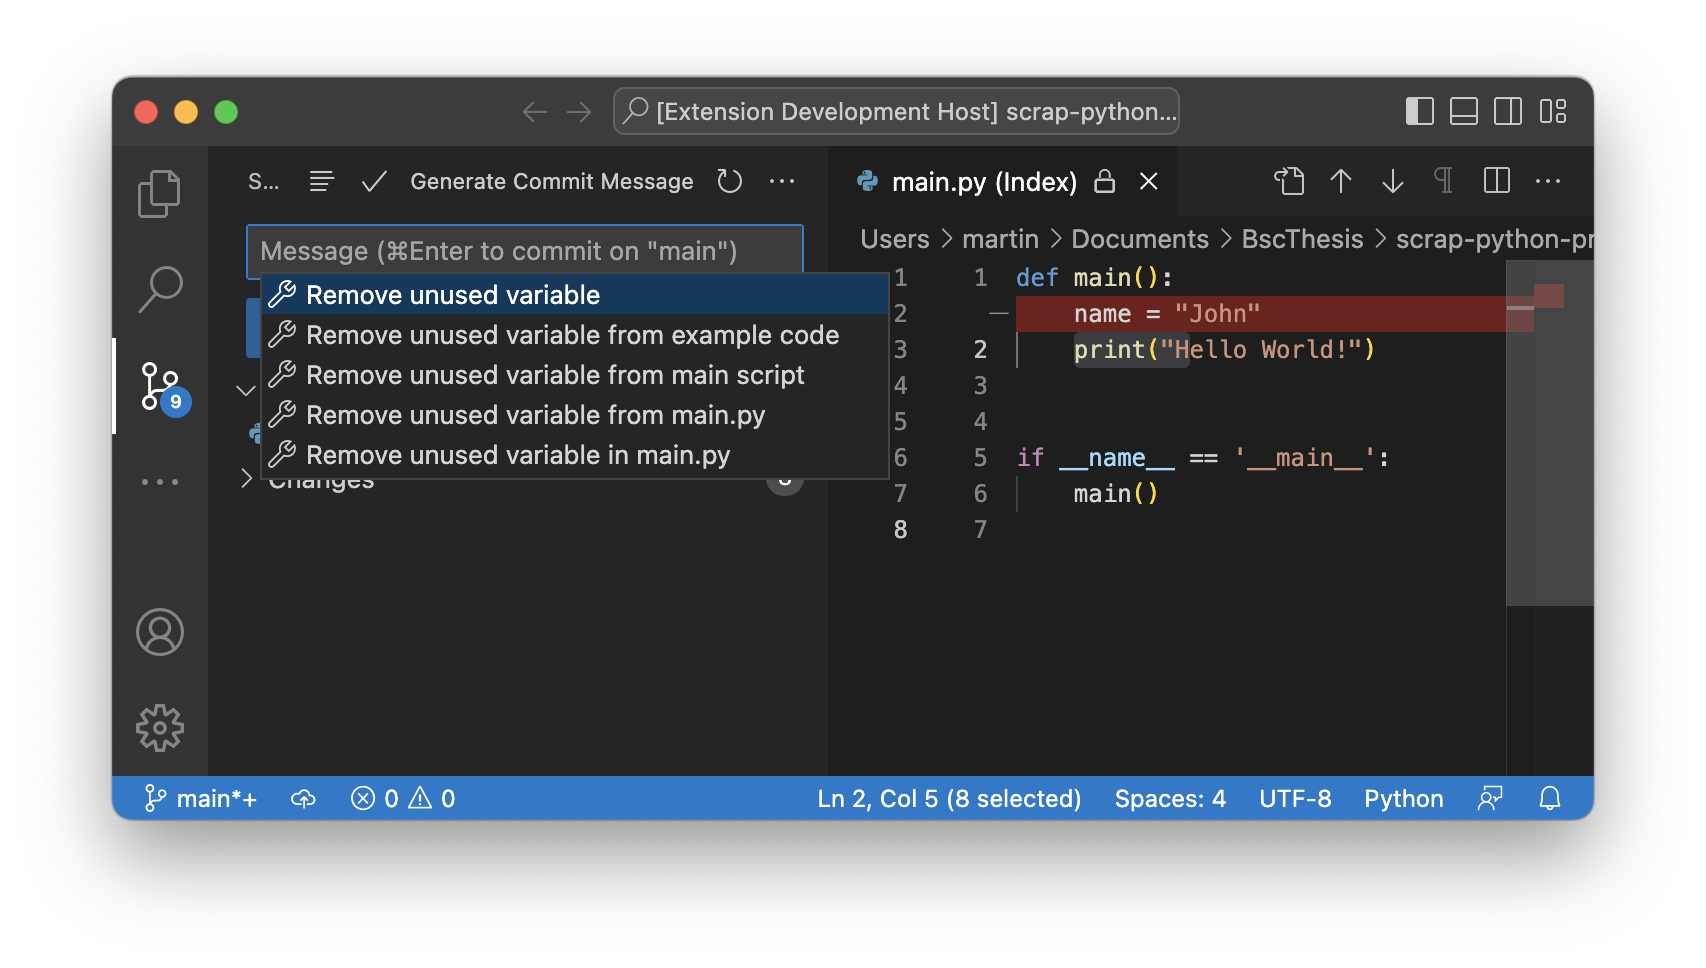 [Extension Development Host] scrap-python...
S... Generate Commit Message
Message (⌘Enter to commit on "main")
Remove unused variable
Remove unused variable from example code
Remove unused variable from main script
Remove unused variable from main.py
Remove unused variable in main.py
Changes
9
main.py (Index)
Users > martin > Documents > BscThesis > scrap-python-pr
1 1 def main():
2 — name = "John"
3 2 print("Hello World!")
4 3
5 4
6 5 if __name__ == '__main__':
7 6 main()
8 7
main*+ 0 0 Ln 2, Col 5 (8 selected) Spaces: 4 UTF-8 Python